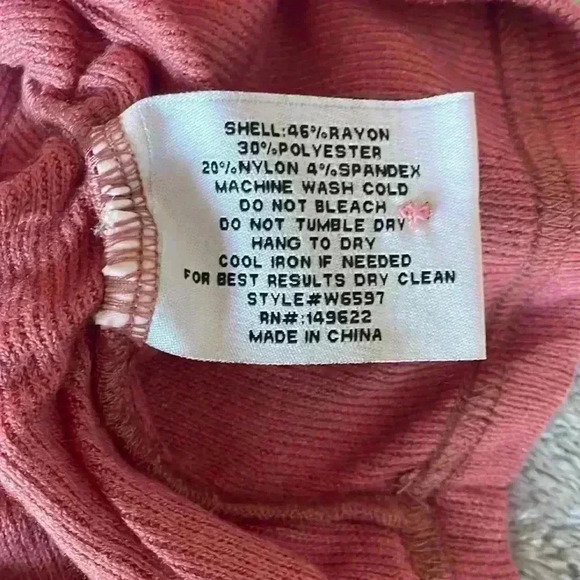 SHELL:46%RAYON
30%POLYESTER
20%NYLON 4%SPANDEX
MACHINE WASH COLD
DO NOT BLEACH
DO NOT TUMBLE DRY
HANG TO DRY
COOL IRON IF NEEDED
FOR BEST RESULTS DRY CLEAN
STYLE#W6597
RN#:149622
MADE IN CHINA